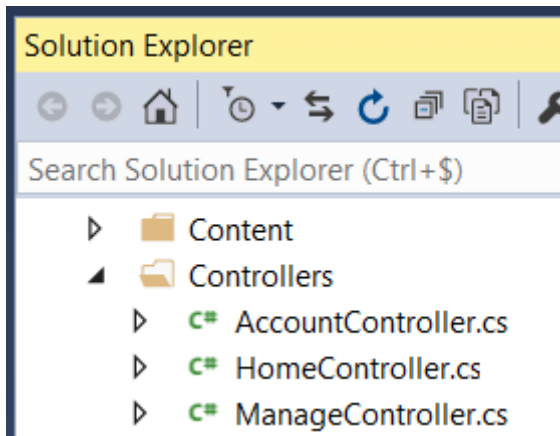 Solution Explorer
Search Solution Explorer (Ctrl+$)
Content
Controllers
C# AccountController.cs
C# HomeController.cs
C# ManageController.cs